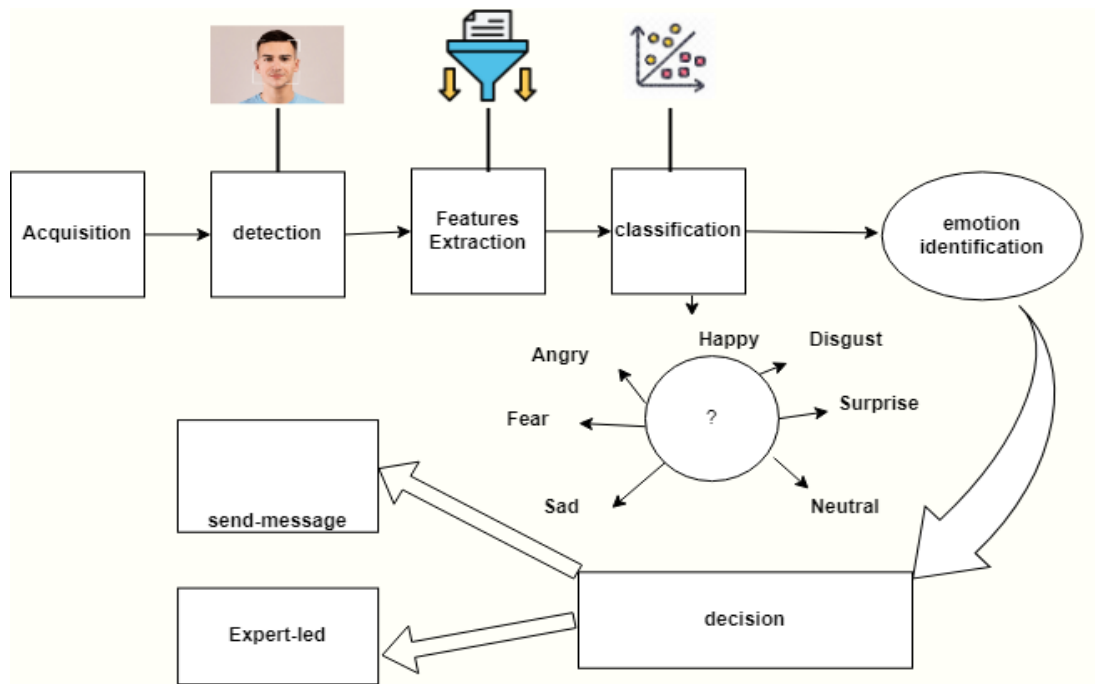 Acquisition
detection
Features
Extraction
classification
emotion
identification
Happy
Disgust
Angry
Surprise
Fear
?
Sad
Neutral
send-message
decision
Expert-led